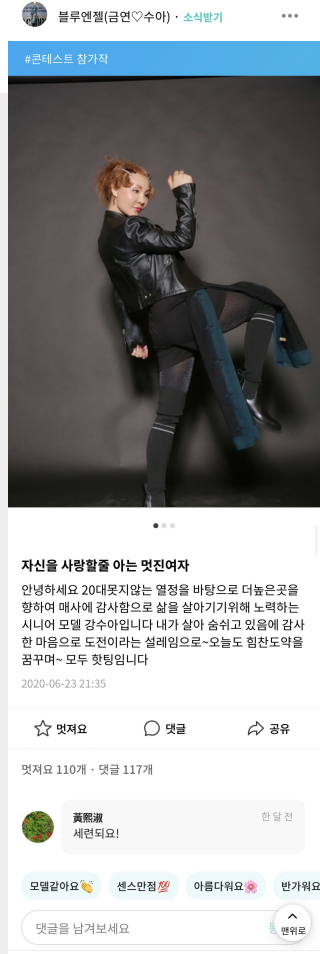 블루엔젤(금연♡수아) · 소식받기
#콘테스트 참가작
자신을 사랑할줄 아는 멋진여자
안녕하세요 20대못지않는 열정을 바탕으로 더높은곳을
향하여 매사에 감사함으로 삶을 살아기기위해 노력하는
시니어 모델 강수아입니다 내가 살아 숨쉬고 있음에 감사
한 마음으로 도전이라는 설레임으로~오늘도 힘찬도약을
꿈꾸며~ 모두 핫팅임니다
2020-06-23 21:35
멋져요 댓글 공유
멋져요 110개 · 댓글 117개
黃熙淑 한 달 전
세련되요!
모델같아요👏 센스만점💯 아름다워요🌸 반가워요
댓글을 남겨보세요
맨위로